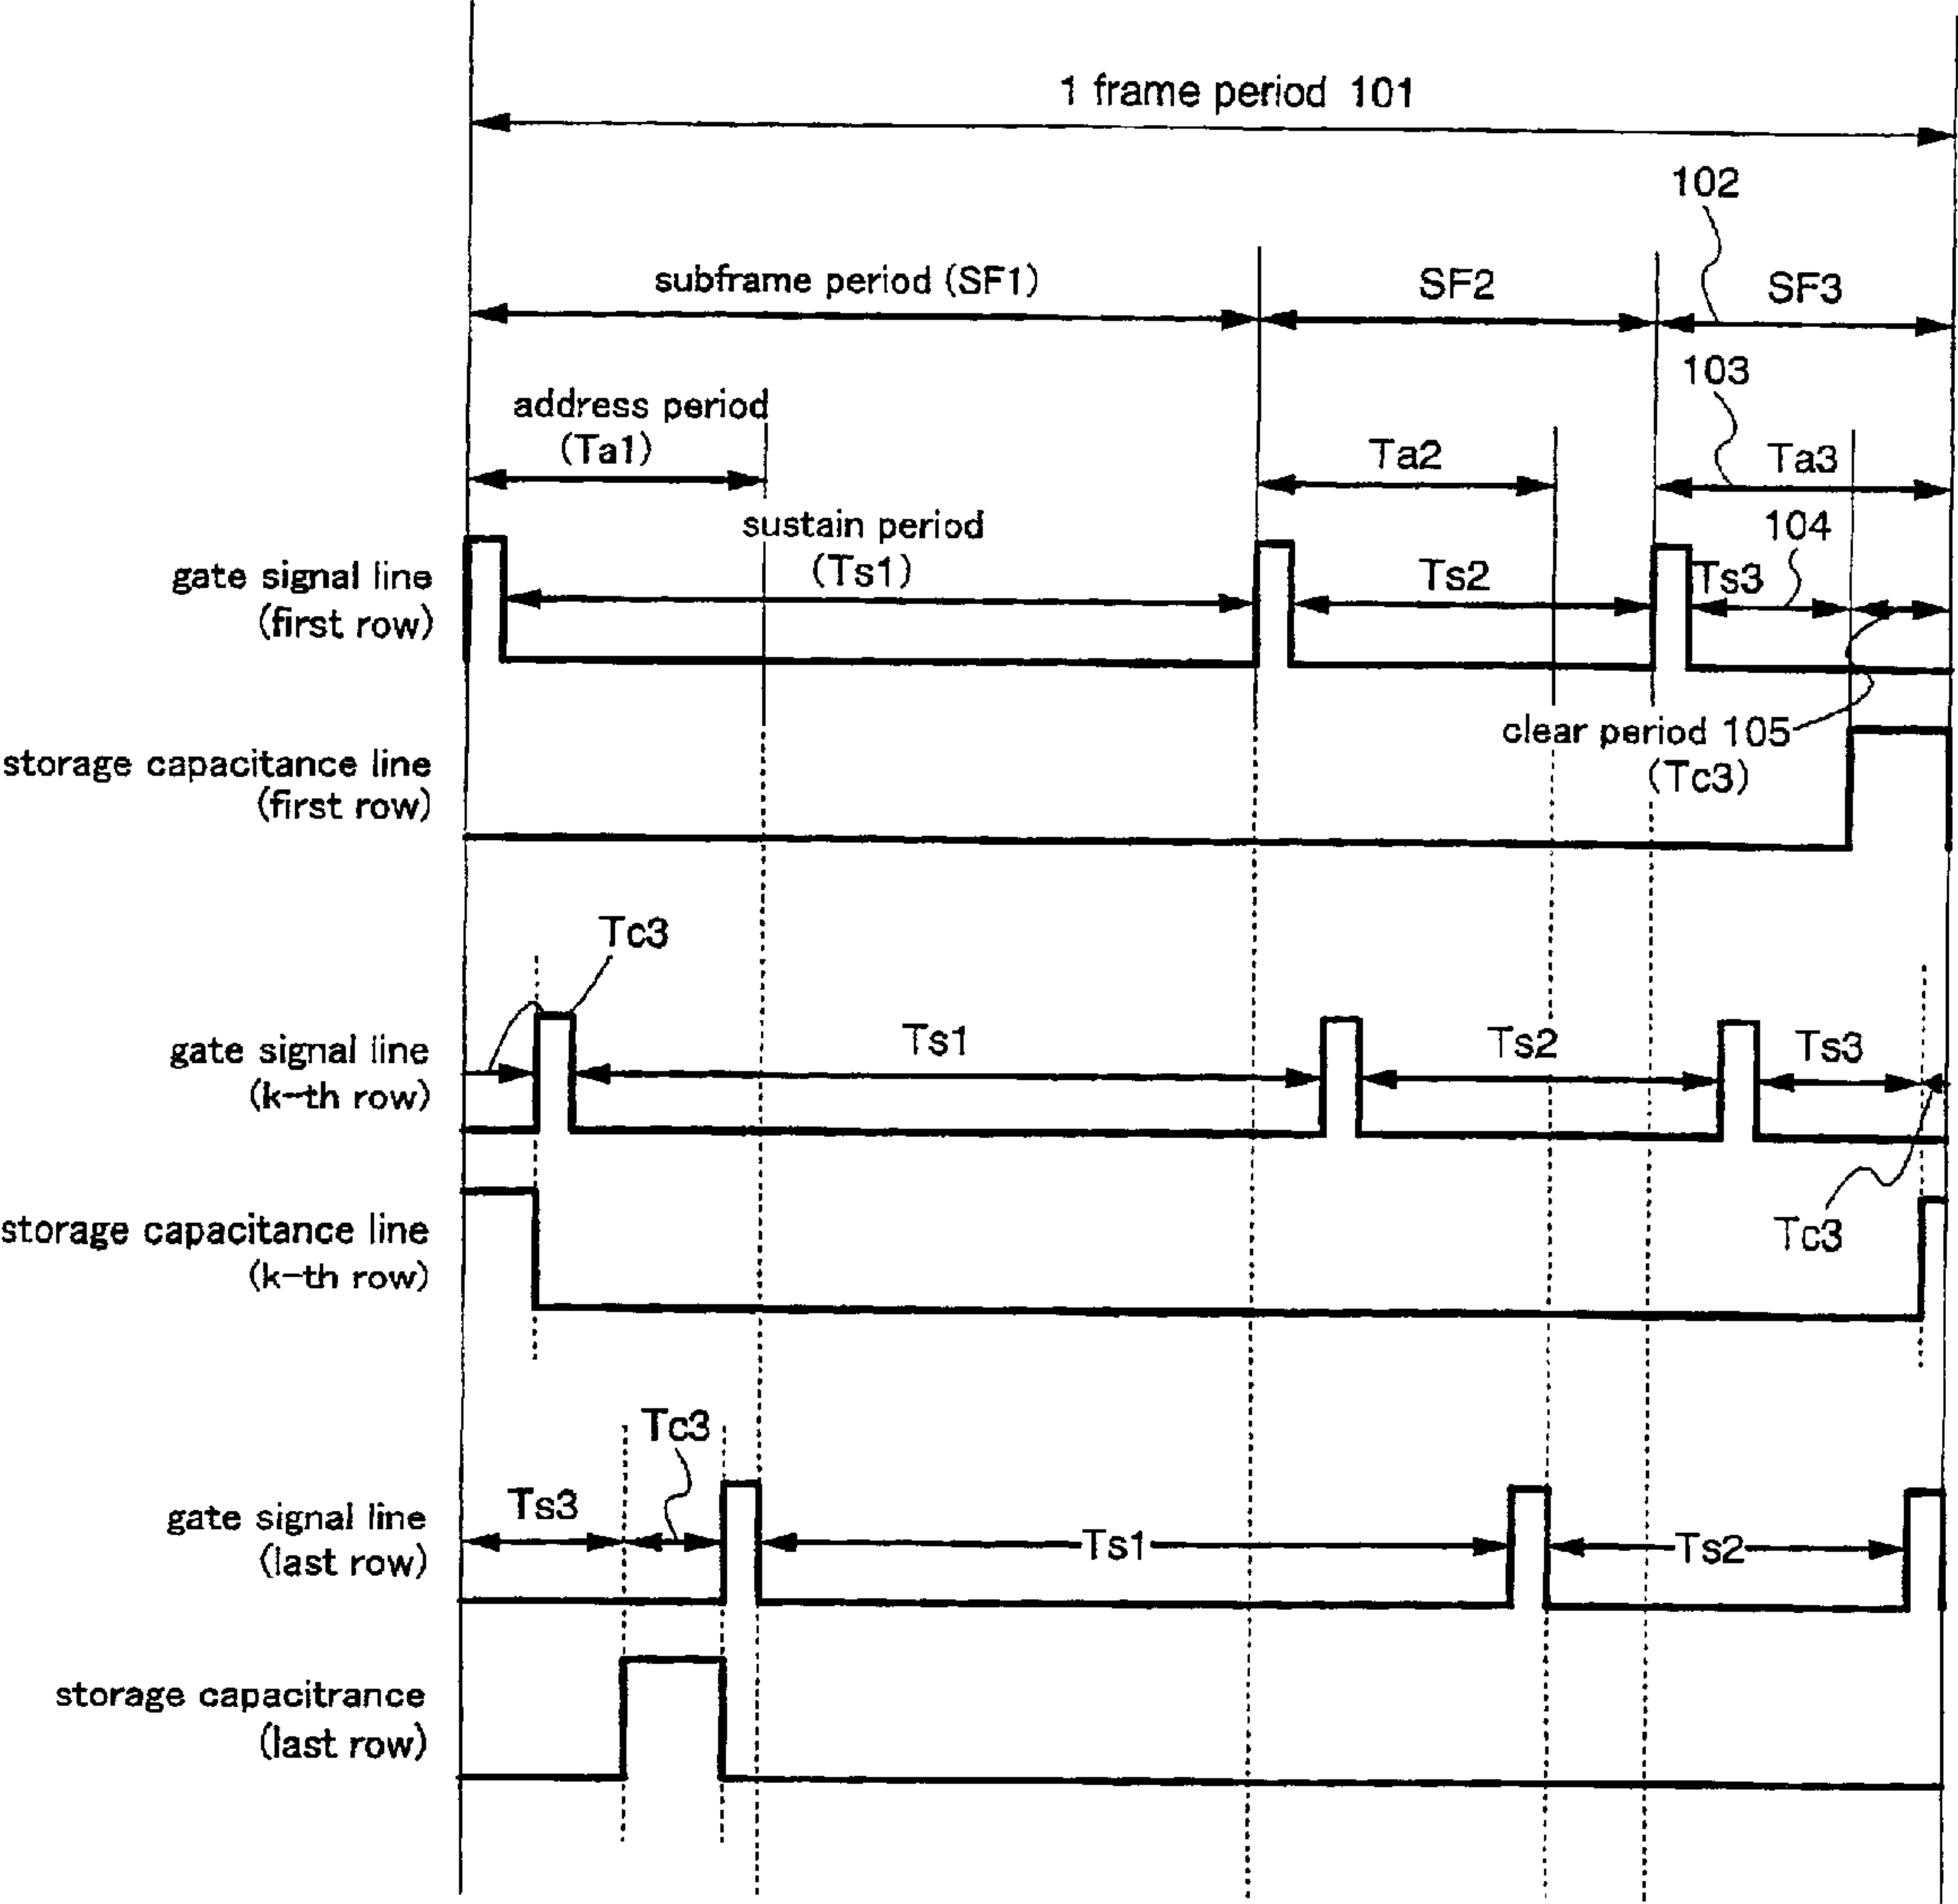 1 frame period 101
102
subframe period (SF1)
SF2
SF3
103
address period
(Ta1)
Ta2
Ta3
104
sustain period
(Ts1)
Ts2
Ts3
gate signal line
(first row)
clear period 105
(Tc3)
storage capacitance line
(first row)
Tc3
gate signal line
(k-th row)
Ts1
Ts2
Ts3
Tc3
storage capacitance line
(k-th row)
Tc3
Ts3
gate signal line
(last row)
Ts1
Ts2
storage capacitrance
(last row)